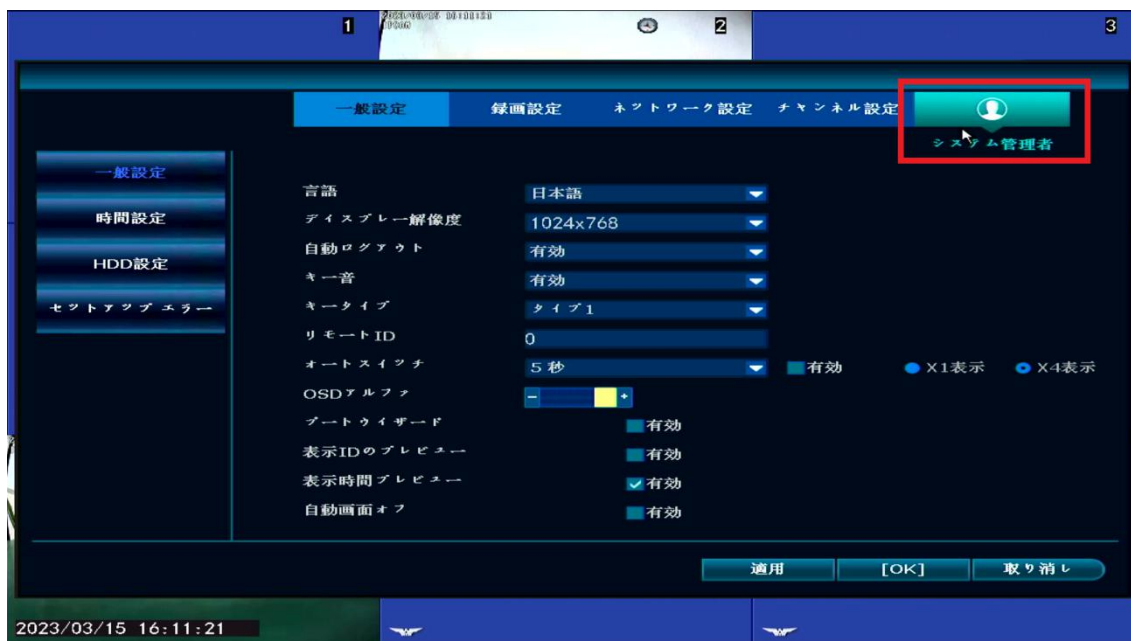 1
2
3
一般設定
録画設定
ネットワーク設定
チャンネル設定
システム管理者
一般設定
時間設定
HDD設定
セットアップエラー
言語 日本語
ディスプレー解像度 1024x768
自動ログアウト 有効
キー音 有効
キータイプ タイプ1
リモートID 0
オートスイッチ 5 秒 有効 X1表示 X4表示
OSDアルファ - +
ブートウィザード 有効
表示IDのプレビュー 有効
表示時間プレビュー 有効
自動画面オフ 有効
適用 [OK] 取り消し
2023/03/15 16:11:21